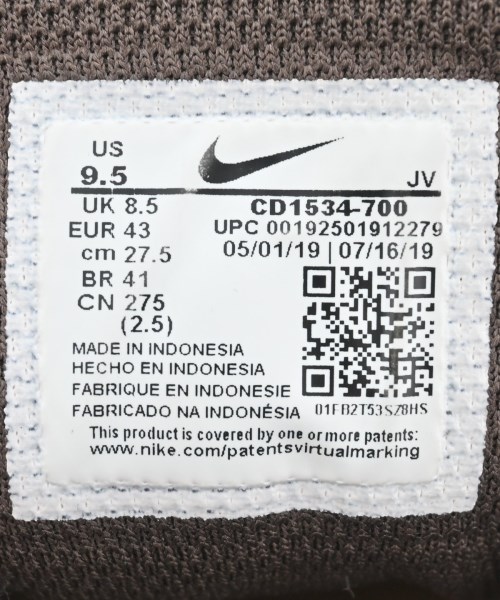 US
9.5
JV
UK 8.5
CD1534-700
EUR 43
UPC 00192501912279
cm 27.5
05/01/19 | 07/16/19
BR 41
CN 275
(2.5)
MADE IN INDONESIA
HECHO EN INDONESIA
FABRIQUE EN INDONESIE
FABRICADO NA INDONÉSIA
01FB2T53SZ8HS
This product is covered by one or more patents:
www.nike.com/patentsvirtualmarking